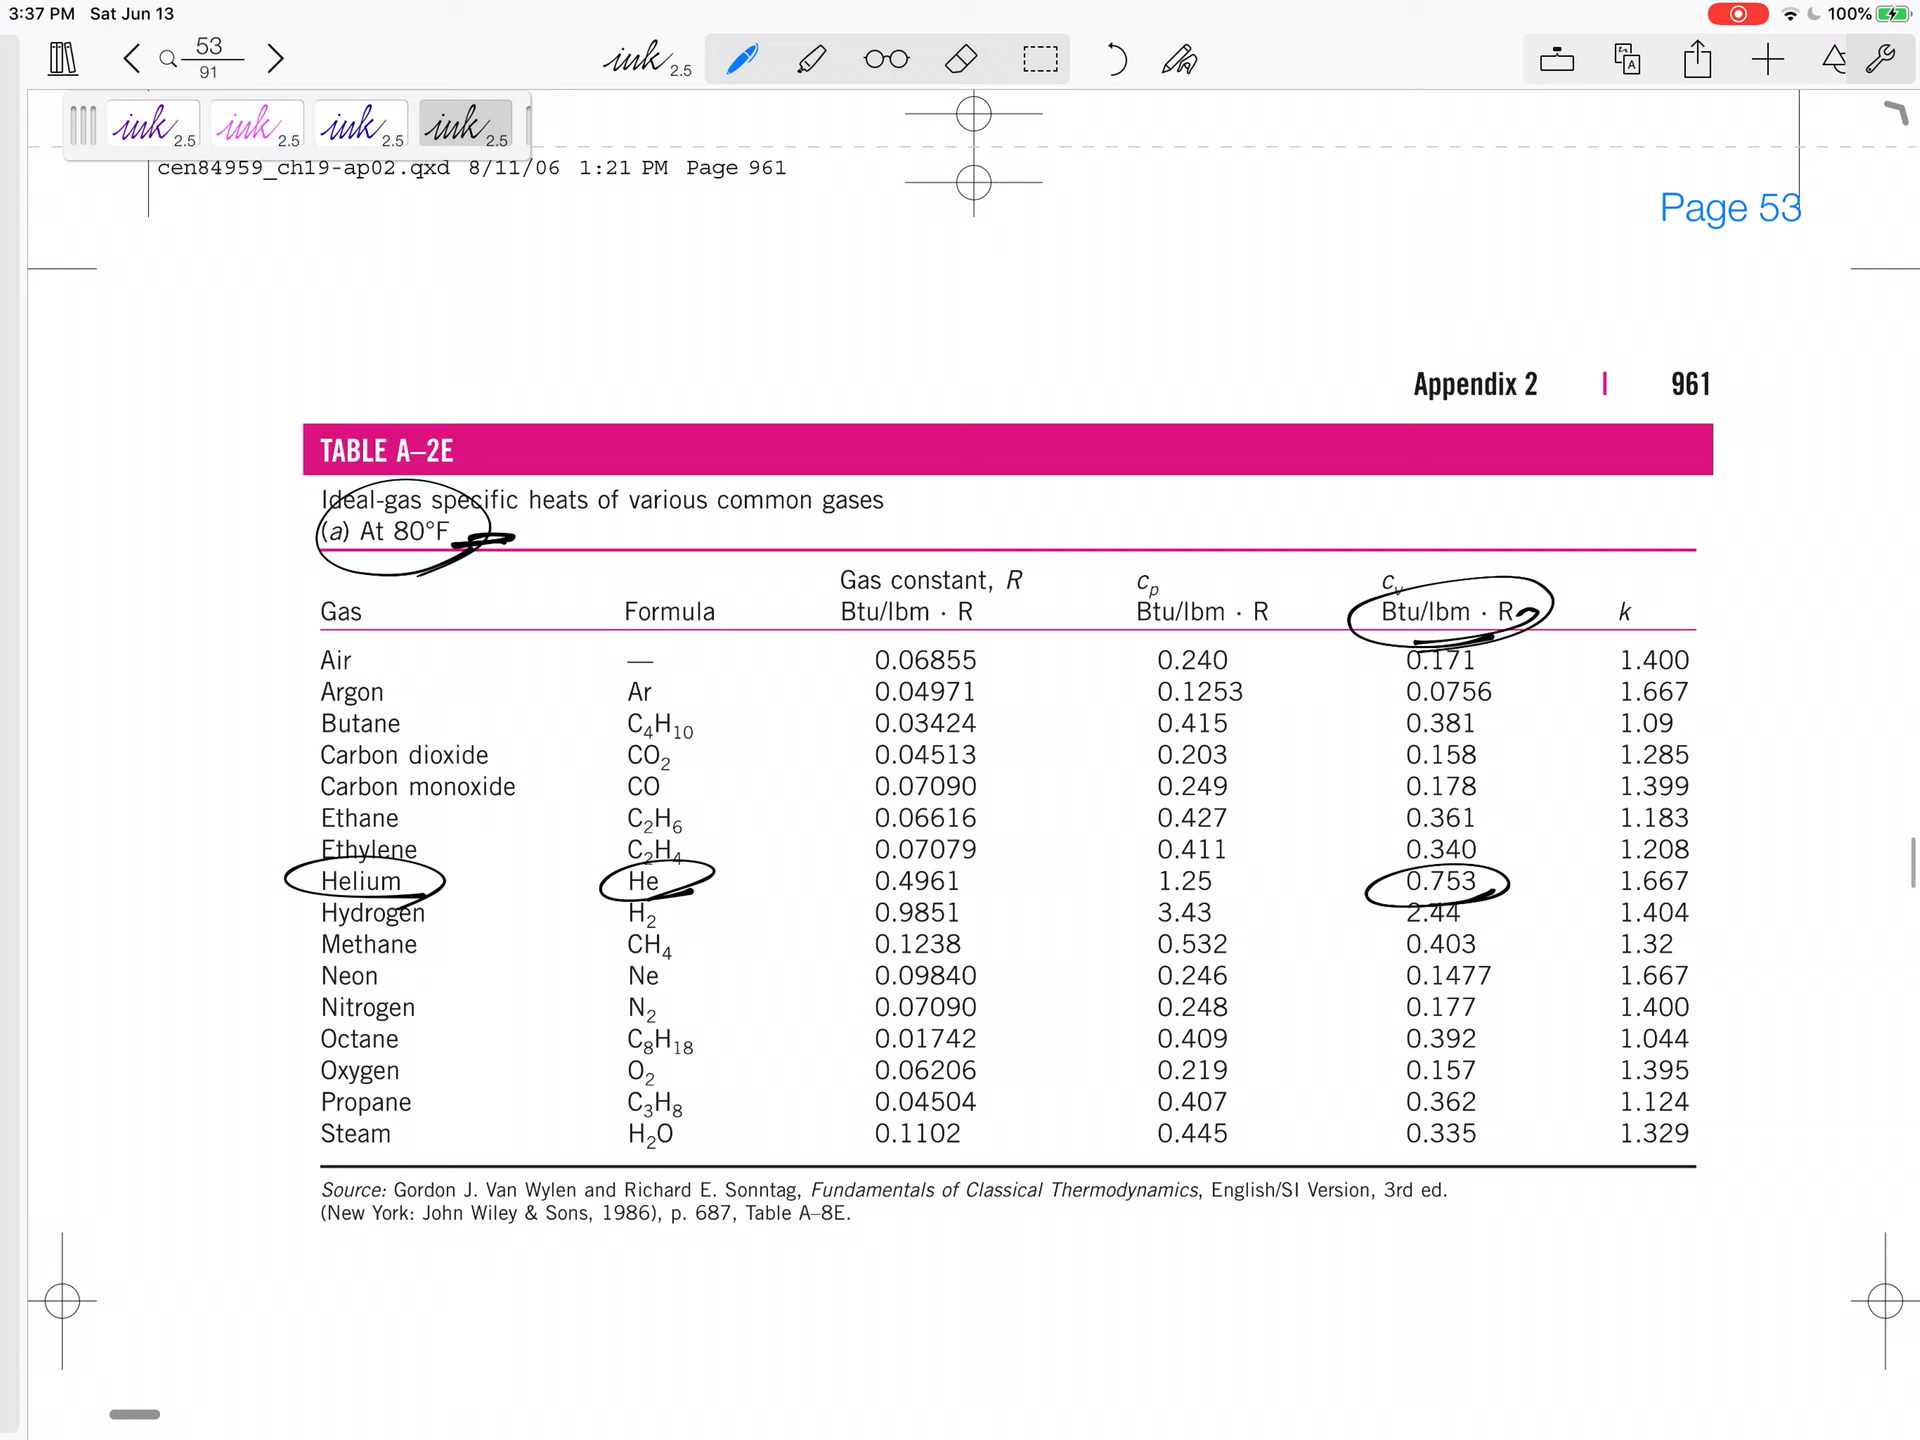 3:37 PM Sat Jun 13 100%
53
91
ink 2.5
ink 2.5 ink 2.5 ink 2.5 ink 2.5
cen84959_ch19-ap02.qxd 8/11/06 1:21 PM Page 961
Page 53
Appendix 2 | 961
TABLE A–2E
Ideal-gas specific heats of various common gases
(a) At 80°F
Gas constant, R cp cv
Gas Formula Btu/lbm · R Btu/lbm · R Btu/lbm · R k
Air — 0.06855 0.240 0.171 1.400
Argon Ar 0.04971 0.1253 0.0756 1.667
Butane C4H10 0.03424 0.415 0.381 1.09
Carbon dioxide CO2 0.04513 0.203 0.158 1.285
Carbon monoxide CO 0.07090 0.249 0.178 1.399
Ethane C2H6 0.06616 0.427 0.361 1.183
Ethylene C2H4 0.07079 0.411 0.340 1.208
Helium He 0.4961 1.25 0.753 1.667
Hydrogen H2 0.9851 3.43 2.44 1.404
Methane CH4 0.1238 0.532 0.403 1.32
Neon Ne 0.09840 0.246 0.1477 1.667
Nitrogen N2 0.07090 0.248 0.177 1.400
Octane C8H18 0.01742 0.409 0.392 1.044
Oxygen O2 0.06206 0.219 0.157 1.395
Propane C3H8 0.04504 0.407 0.362 1.124
Steam H2O 0.1102 0.445 0.335 1.329
Source: Gordon J. Van Wylen and Richard E. Sonntag, Fundamentals of Classical Thermodynamics, English/SI Version, 3rd ed.
(New York: John Wiley & Sons, 1986), p. 687, Table A–8E.